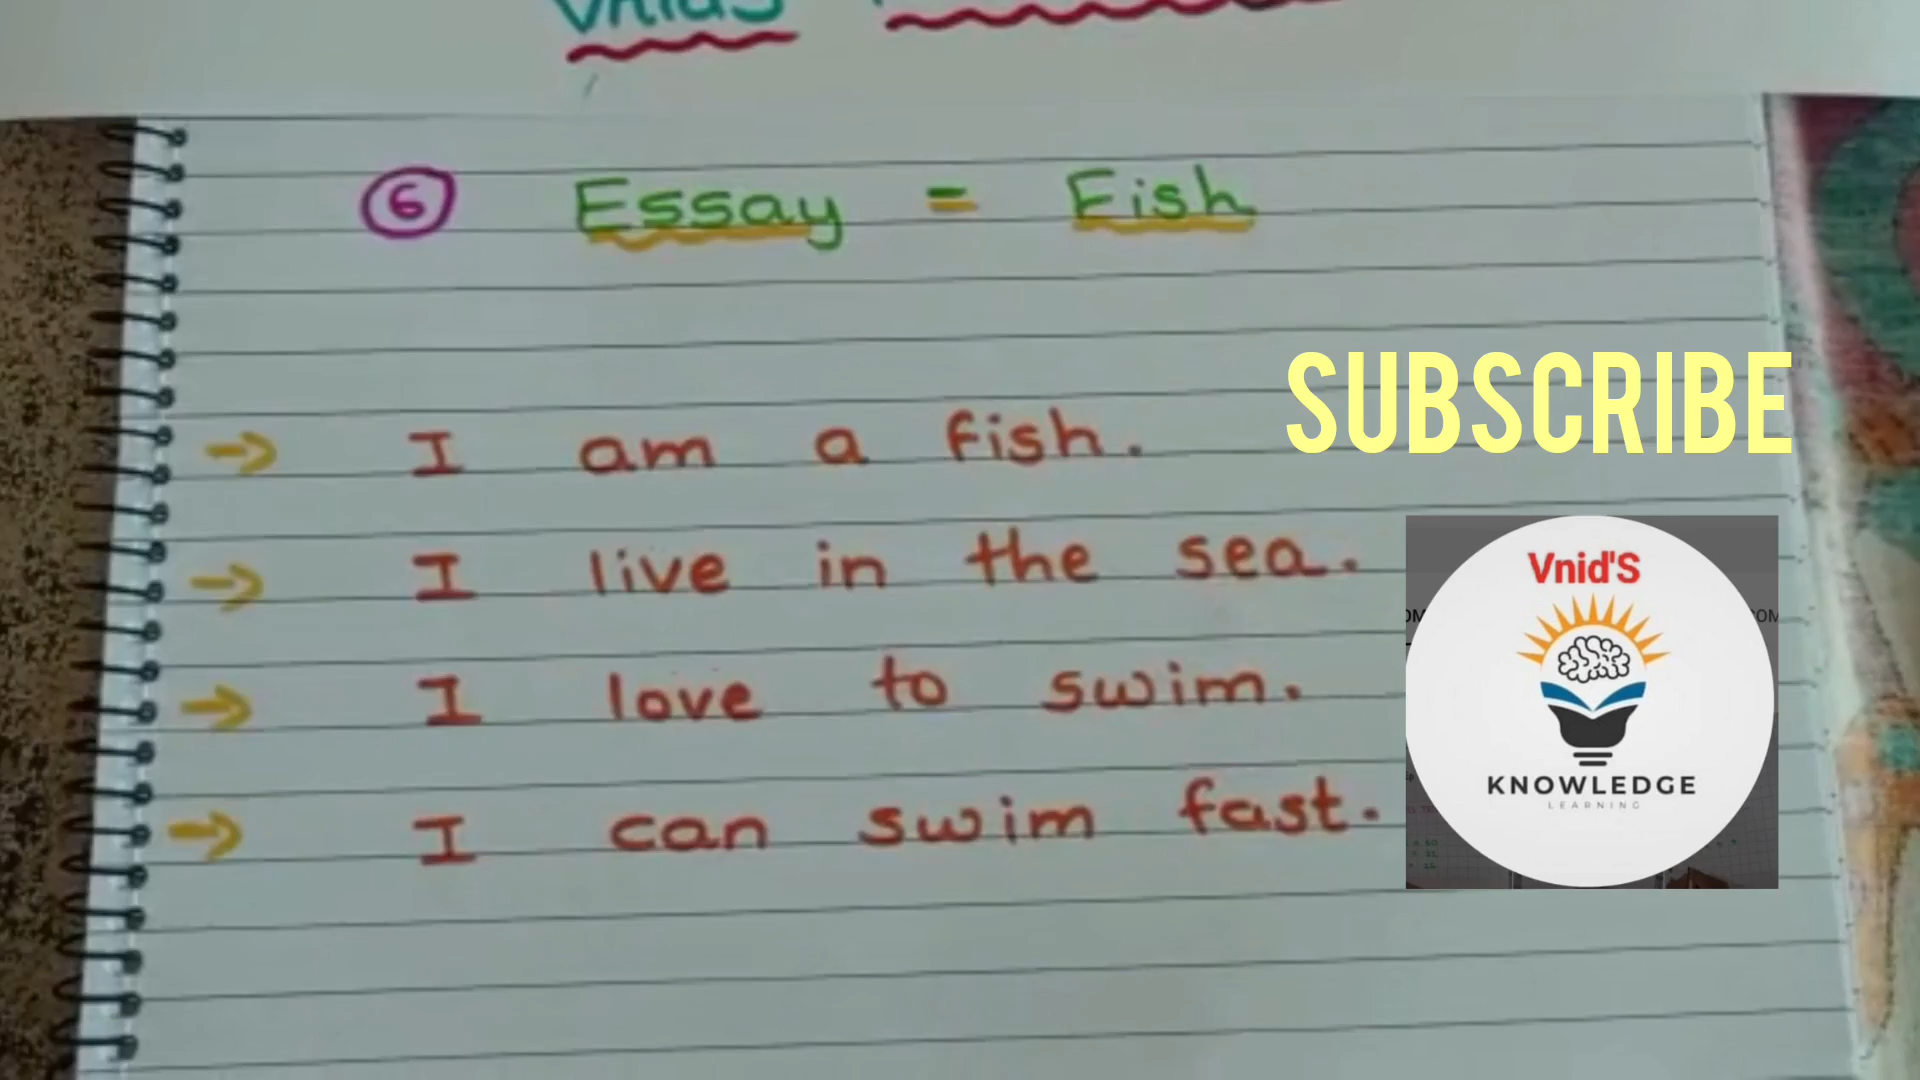 ⑥ Essay = Fish
→ I am a fish.
SUBSCRIBE
→ I live in the sea.
→ I love to swim.
→ I can swim fast.
Vnid'S
KNOWLEDGE
LEARNING